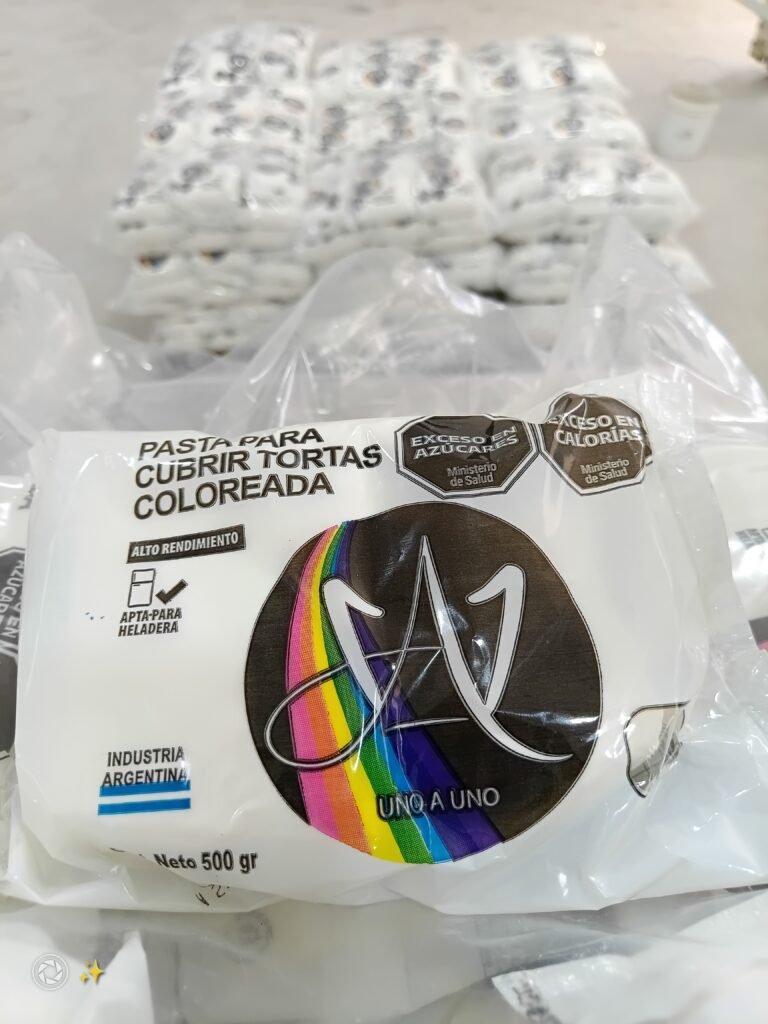 PASTA PARA
CUBRIR TORTAS
COLOREADA
EXCESO EN
AZÚCARES
Ministerio
de Salud
EXCESO EN
CALORÍAS
Ministerio
de Salud
ALTO RENDIMIENTO
APTA PARA
HELADERA
INDUSTRIA
ARGENTINA
UNO A UNO
Neto 500 gr